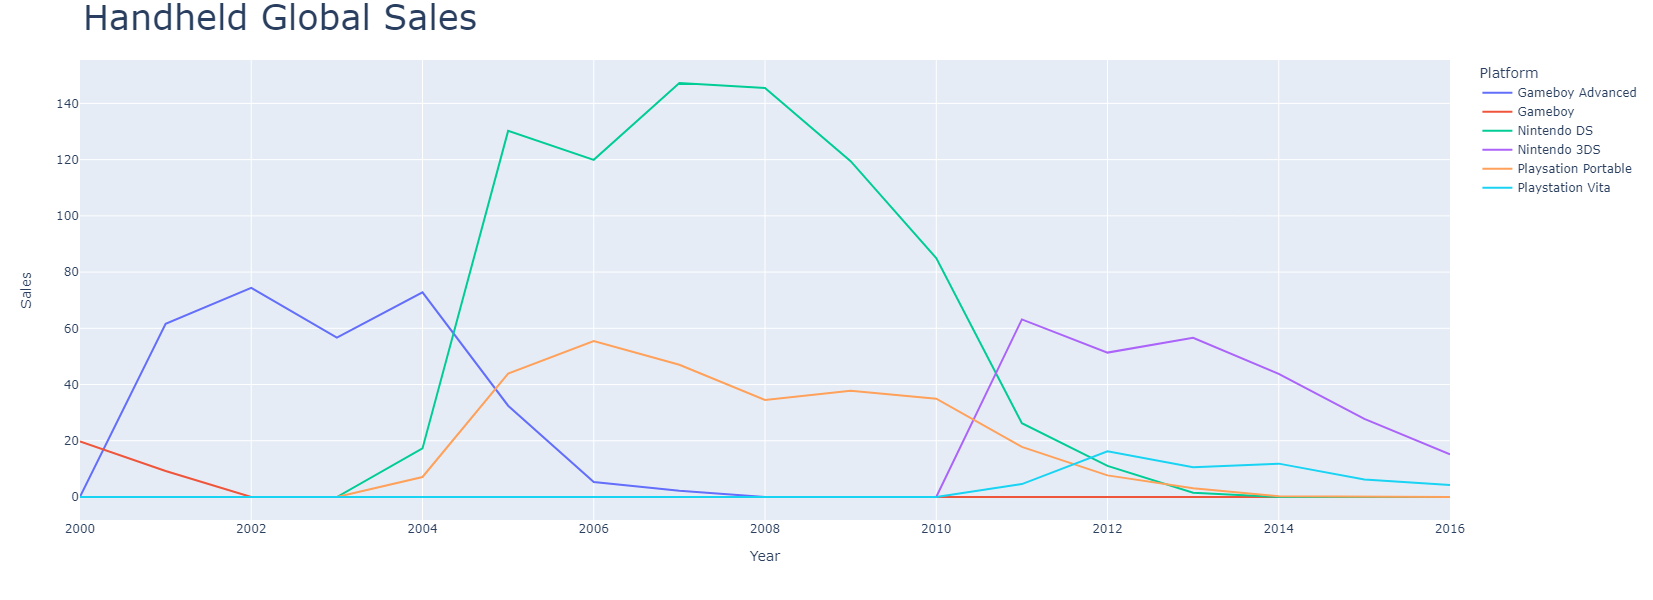 Handheld Global Sales
Platform
Gameboy Advanced
Gameboy
Nintendo DS
Nintendo 3DS
Playsation Portable
Playstation Vita
140
120
100
80
60
40
20
0
Sales
2000 2002 2004 2006 2008 2010 2012 2014 2016
Year